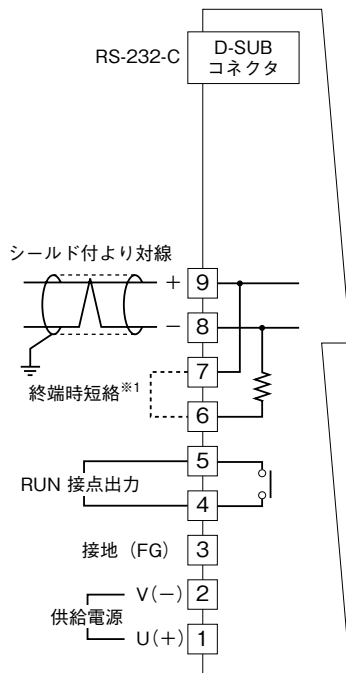 RS-232-C
D-SUB
コネクタ
シールド付より対線
+ 9
− 8
7
終端時短絡※1
6
5
RUN 接点出力
4
接地（FG） 3
V(−) 2
供給電源
U(+) 1